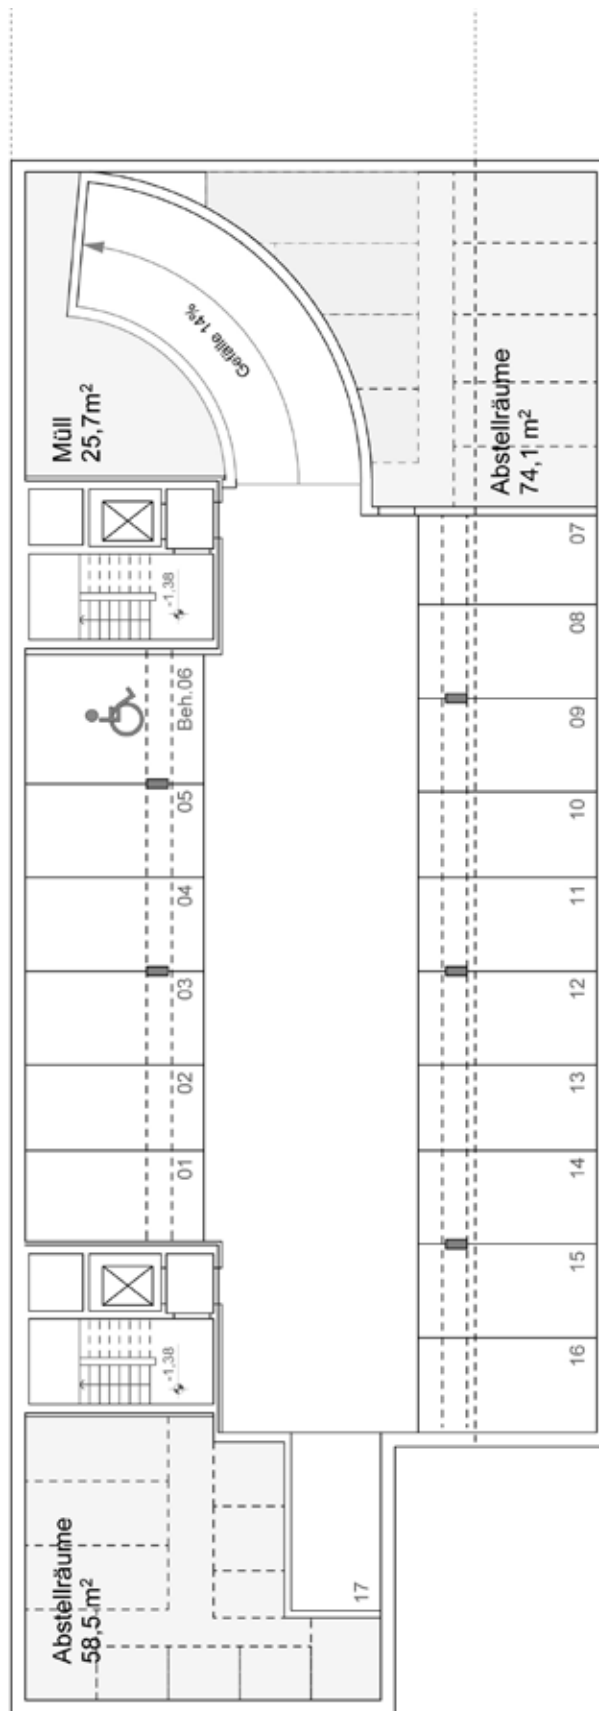 Müll
25,7m²
Gefälle 14%
Abstellräume
74,1 m²
-1,38
Beh.06
05
04
03
02
01
07
08
09
10
11
12
13
14
15
16
-1,38
17
Abstellräume
58,5 m²